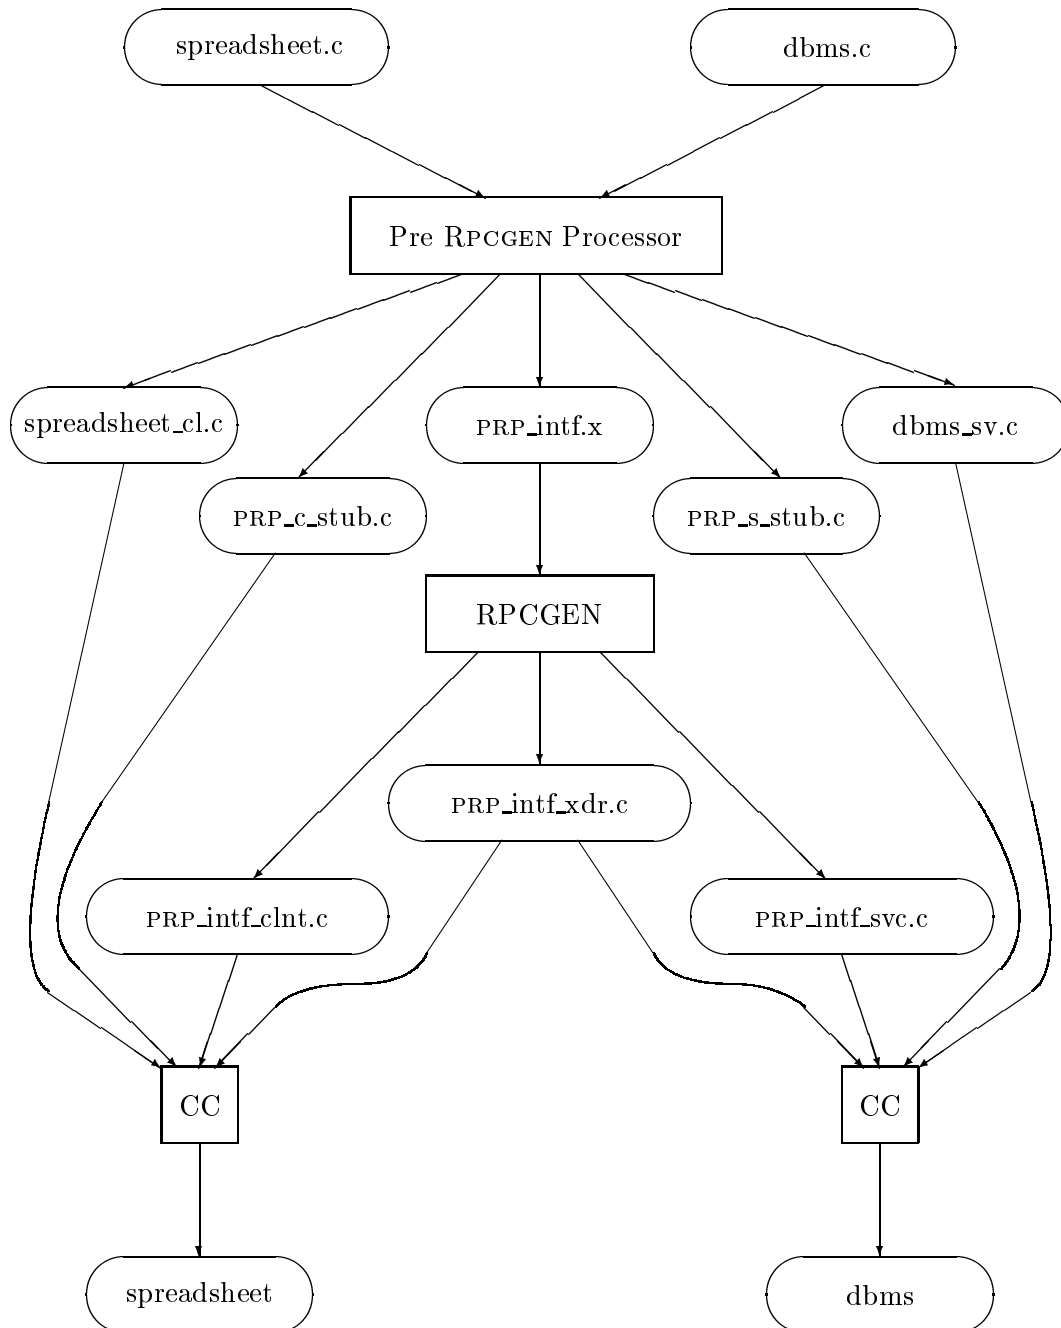 spreadsheet.c
dbms.c
Pre RPCGEN Processor
spreadsheet_cl.c
PRP_intf.x
dbms_sv.c
PRP_c_stub.c
PRP_s_stub.c
RPCGEN
PRP_intf_xdr.c
PRP_intf_clnt.c
PRP_intf_svc.c
CC
CC
spreadsheet
dbms